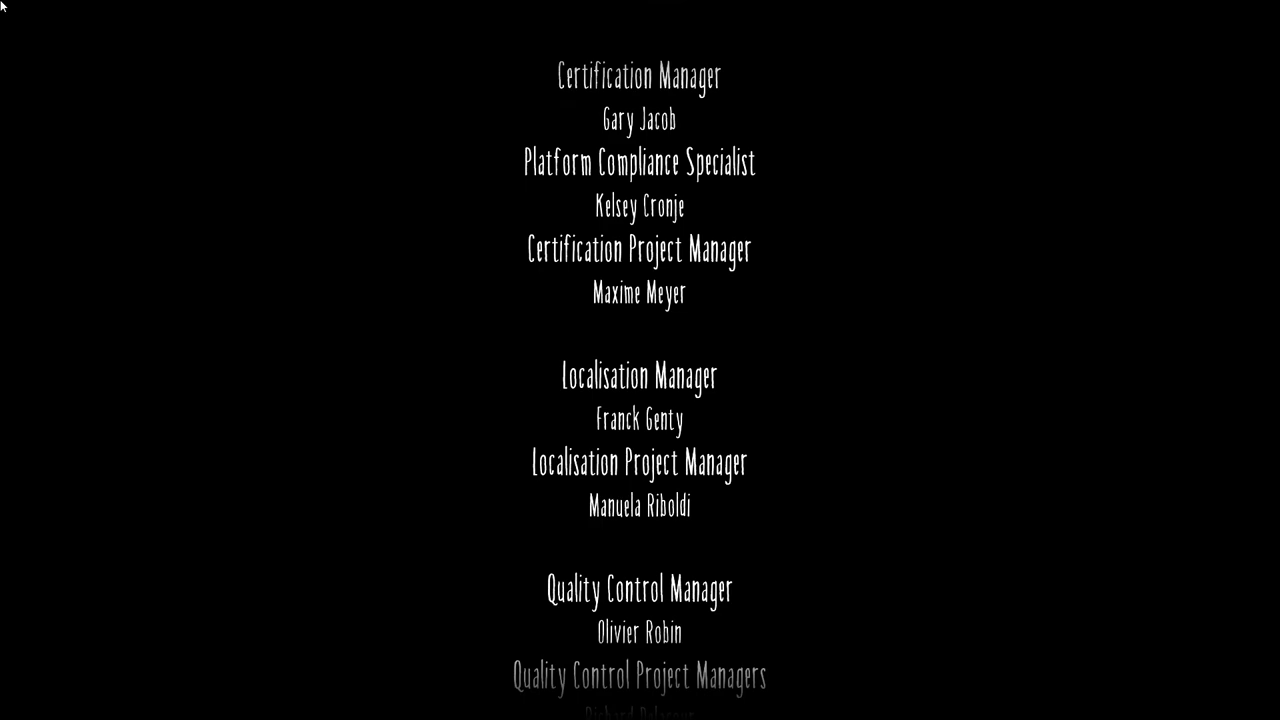 Certification Manager
Gary Jacob
Platform Compliance Specialist
Kelsey Cronje
Certification Project Manager
Maxime Meyer
Localisation Manager
Franck Genty
Localisation Project Manager
Manuela Riboldi
Quality Control Manager
Olivier Robin
Quality Control Project Managers
Richard